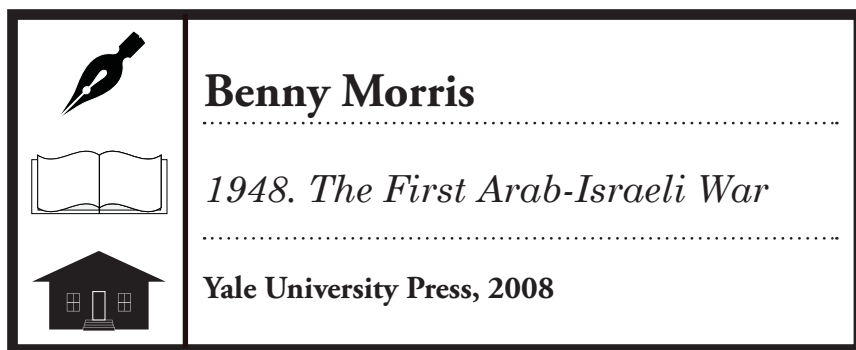 Benny Morris
1948. The First Arab-Israeli War
Yale University Press, 2008